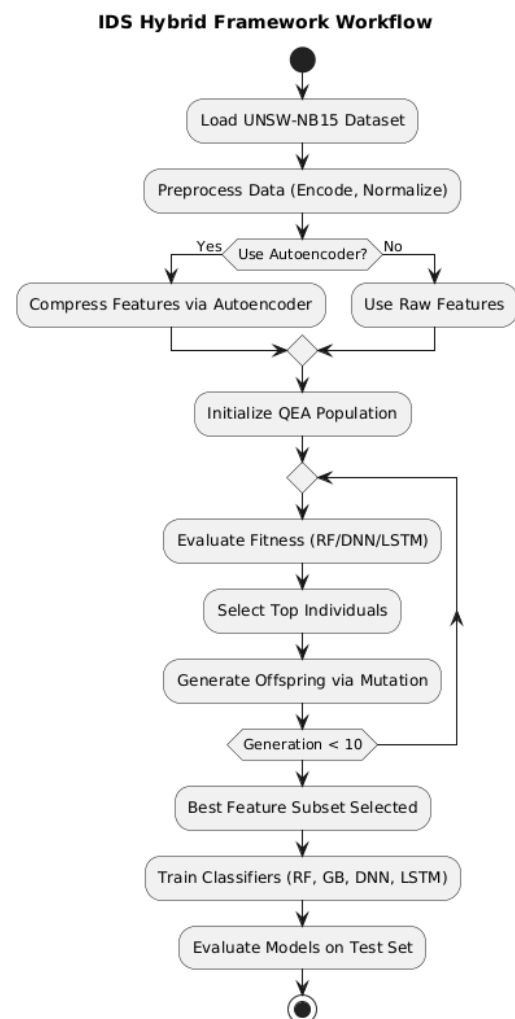 IDS Hybrid Framework Workflow
Load UNSW-NB15 Dataset
Preprocess Data (Encode, Normalize)
Yes
Use Autoencoder?
No
Compress Features via Autoencoder
Use Raw Features
Initialize QEA Population
Evaluate Fitness (RF/DNN/LSTM)
Select Top Individuals
Generate Offspring via Mutation
Generation < 10
Best Feature Subset Selected
Train Classifiers (RF, GB, DNN, LSTM)
Evaluate Models on Test Set